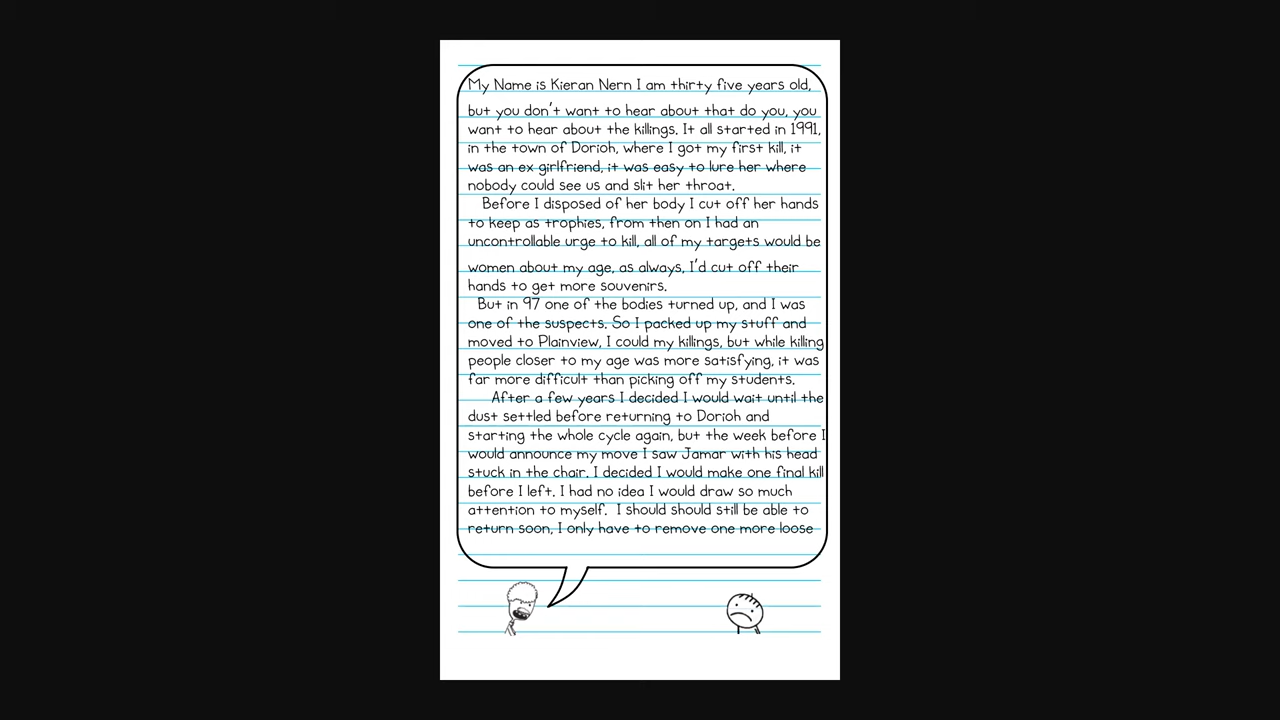 My Name is Kieran Nern I am thirty five years old,
but you don't want to hear about that do you, you
want to hear about the killings. It all started in 1991,
in the town of Dorioh, where I got my first kill, it
was an ex girlfriend, it was easy to lure her where
nobody could see us and slit her throat.
Before I disposed of her body I cut off her hands
to keep as trophies, from then on I had an
uncontrollable urge to kill, all of my targets would be
women about my age, as always, I'd cut off their
hands to get more souvenirs.
But in 97 one of the bodies turned up, and I was
one of the suspects. So I packed up my stuff and
moved to Plainview, I could my killings, but while killing
people closer to my age was more satisfying, it was
far more difficult than picking off my students.
After a few years I decided I would wait until the
dust settled before returning to Dorioh and
starting the whole cycle again, but the week before I
would announce my move I saw Jamar with his head
stuck in the chair. I decided I would make one final kill
before I left. I had no idea I would draw so much
attention to myself. I should should still be able to
return soon, I only have to remove one more loose